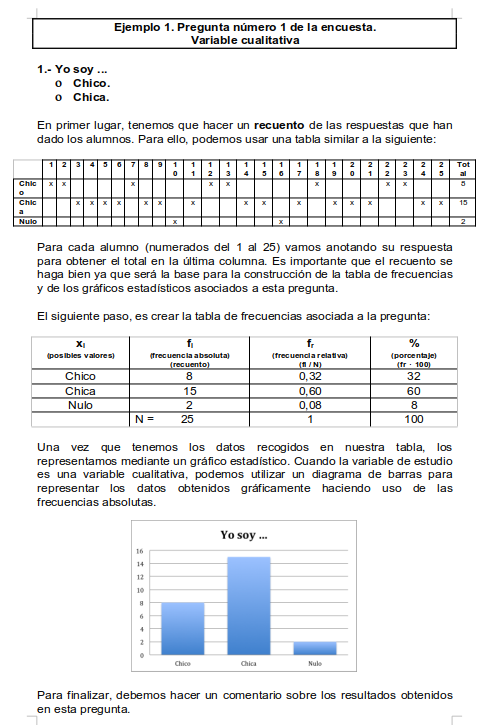 Ejemplo 1. Pregunta número 1 de la encuesta.
Variable cualitativa
1.- Yo soy ...
o Chico.
o Chica.
En primer lugar, tenemos que hacer un recuento de las respuestas que han
dado los alumnos. Para ello, podemos usar una tabla similar a la siguiente:
1 2 3 4 5 6 7 8 9 10 11 12 13 14 15 16 17 18 19 20 21 22 23 24 25 Total
Chico x x x x x x x x 8
Chica x x x x x x x x x x x x x x x 15
Nulo x x 2
Para cada alumno (numerados del 1 al 25) vamos anotando su respuesta
para obtener el total en la última columna. Es importante que el recuento se
haga bien ya que será la base para la construcción de la tabla de frecuencias
y de los gráficos estadísticos asociados a esta pregunta.
El siguiente paso, es crear la tabla de frecuencias asociada a la pregunta:
xi fi fr %
(posibles valores) (frecuencia absoluta) (frecuencia relativa) (porcentaje)
(recuento) (fi / N) (fr · 100)
Chico 8 0,32 32
Chica 15 0,60 60
Nulo 2 0,08 8
N = 25 1 100
Una vez que tenemos los datos recogidos en nuestra tabla, los
representamos mediante un gráfico estadístico. Cuando la variable de estudio
es una variable cualitativa, podemos utilizar un diagrama de barras para
representar los datos obtenidos gráficamente haciendo uso de las
frecuencias absolutas.
Yo soy ...
16
14
12
10
8
6
4
2
0
Chico Chica Nulo
Para finalizar, debemos hacer un comentario sobre los resultados obtenidos
en esta pregunta.